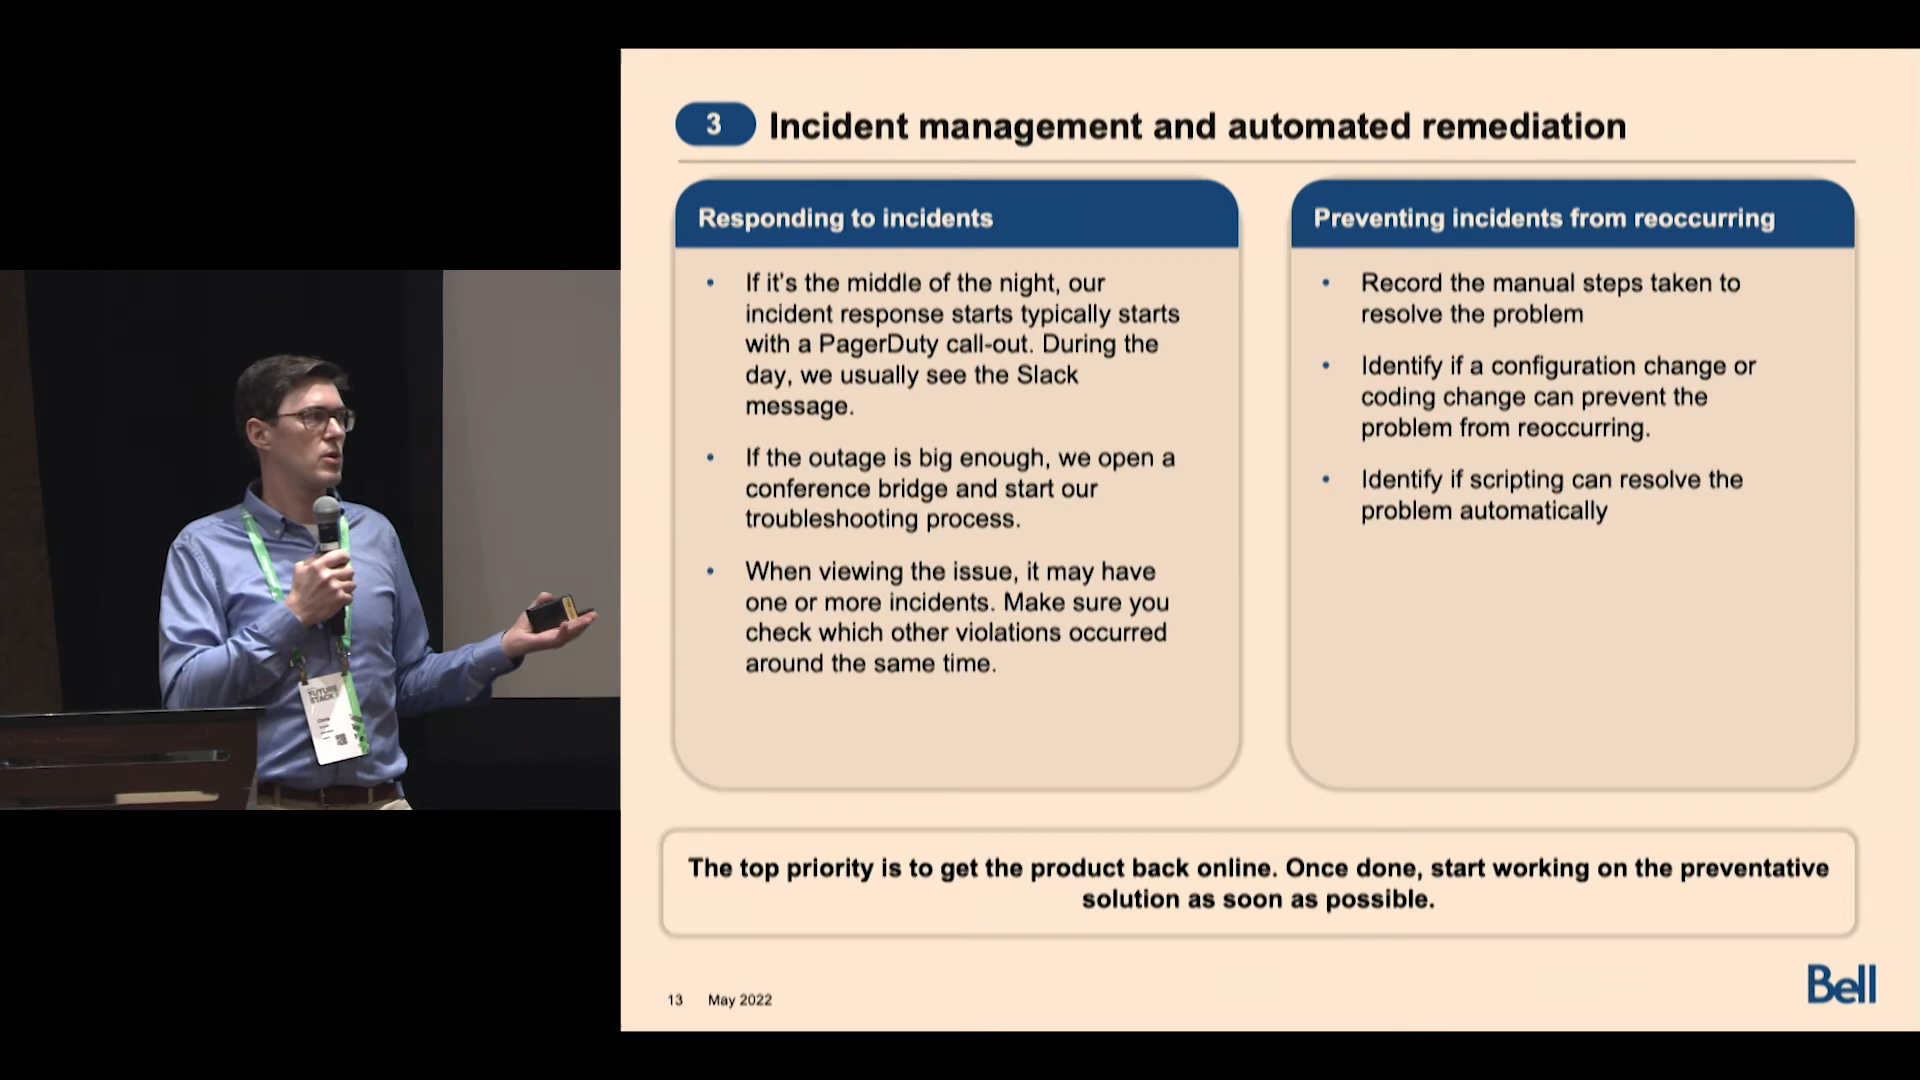 3 Incident management and automated remediation
Responding to incidents
• If it's the middle of the night, our
incident response starts typically starts
with a PagerDuty call-out. During the
day, we usually see the Slack
message.
• If the outage is big enough, we open a
conference bridge and start our
troubleshooting process.
• When viewing the issue, it may have
one or more incidents. Make sure you
check which other violations occurred
around the same time.
Preventing incidents from reoccurring
• Record the manual steps taken to
resolve the problem
• Identify if a configuration change or
coding change can prevent the
problem from reoccurring.
• Identify if scripting can resolve the
problem automatically
The top priority is to get the product back online. Once done, start working on the preventative
solution as soon as possible.
13 May 2022
Bell
FUTURE
STACK